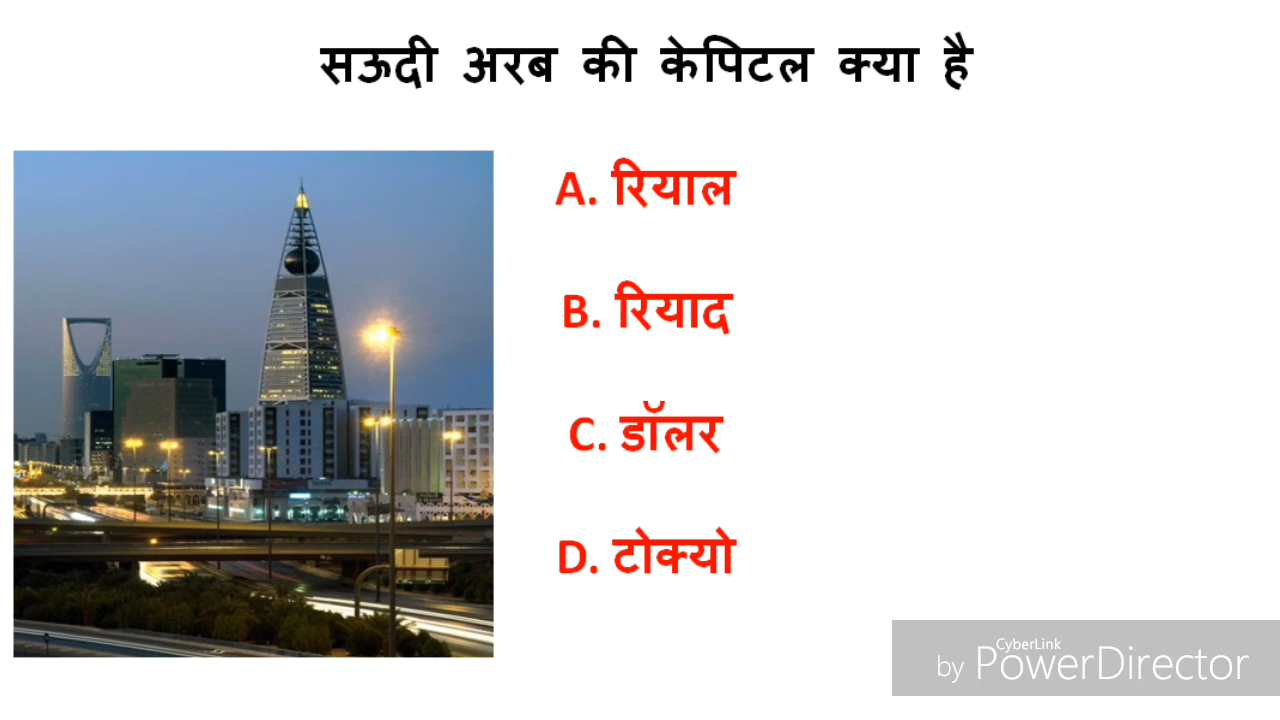 सऊदी अरब की केपिटल क्या है
A. रियाल
B. रियाद
C. डॉलर
D. टोक्यो
CyberLink
by PowerDirector